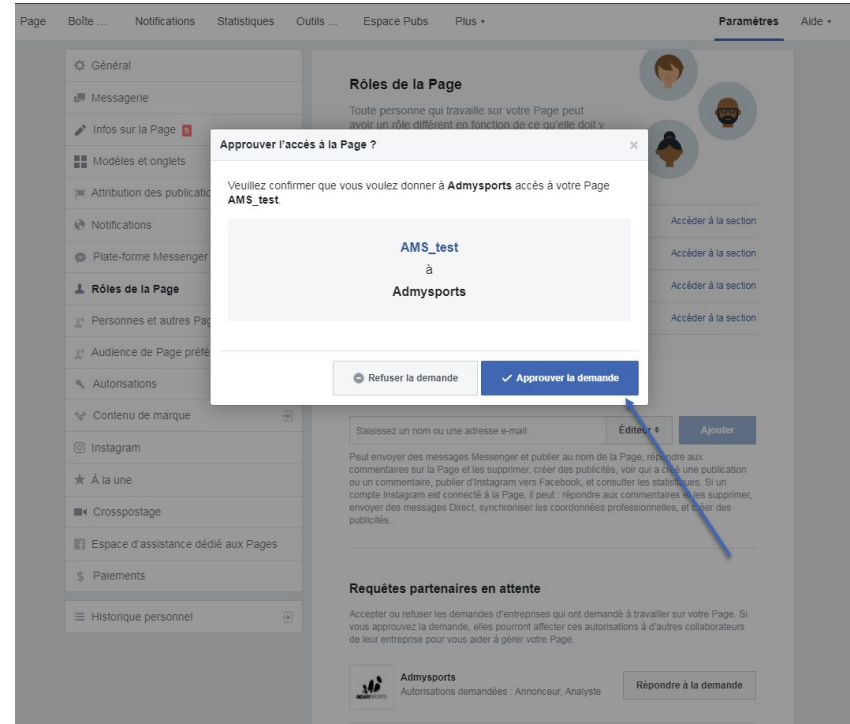 Page Boîte ... Notifications Statistiques Outils ... Espace Pubs Plus Paramètres Aide
Général
Messagerie
Infos sur la Page 5
Modèles et onglets
Attribution des publicatio
Notifications
Plate-forme Messenger
Rôles de la Page
Personnes et autres Pag
Audience de Page préfé
Autorisations
Contenu de marque
Instagram
À la une
Crosspostage
Espace d'assistance dédié aux Pages
Paiements
Historique personnel
Rôles de la Page
Toute personne qui travaille sur votre Page peut
avoir un rôle différent en fonction de ce qu'elle doit y
Accéder à la section
Accéder à la section
Accéder à la section
Accéder à la section
Approuver l'accès à la Page ?
Veuillez confirmer que vous voulez donner à Admysports accès à votre Page
AMS_test.
AMS_test
à
Admysports
Refuser la demande
Approuver la demande
Saisissez un nom ou une adresse e-mail Éditeur Ajouter
Peut envoyer des messages Messenger et publier au nom de la Page, répondre aux
commentaires sur la Page et les supprimer, créer des publicités, voir qui a créé une publication
ou un commentaire, publier d'Instagram vers Facebook, et consulter les statistiques. Si un
compte Instagram est connecté à la Page, il peut : répondre aux commentaires et les supprimer,
envoyer des messages Direct, synchroniser les coordonnées professionnelles, et créer des
publicités.
Requêtes partenaires en attente
Accepter ou refuser les demandes d'entreprises qui ont demandé à travailler sur votre Page. Si
vous approuvez la demande, elles pourront affecter ces autorisations à d'autres collaborateurs
de leur entreprise pour vous aider à gérer votre Page.
Admysports
Autorisations demandées : Annonceur, Analyste
Répondre à la demande